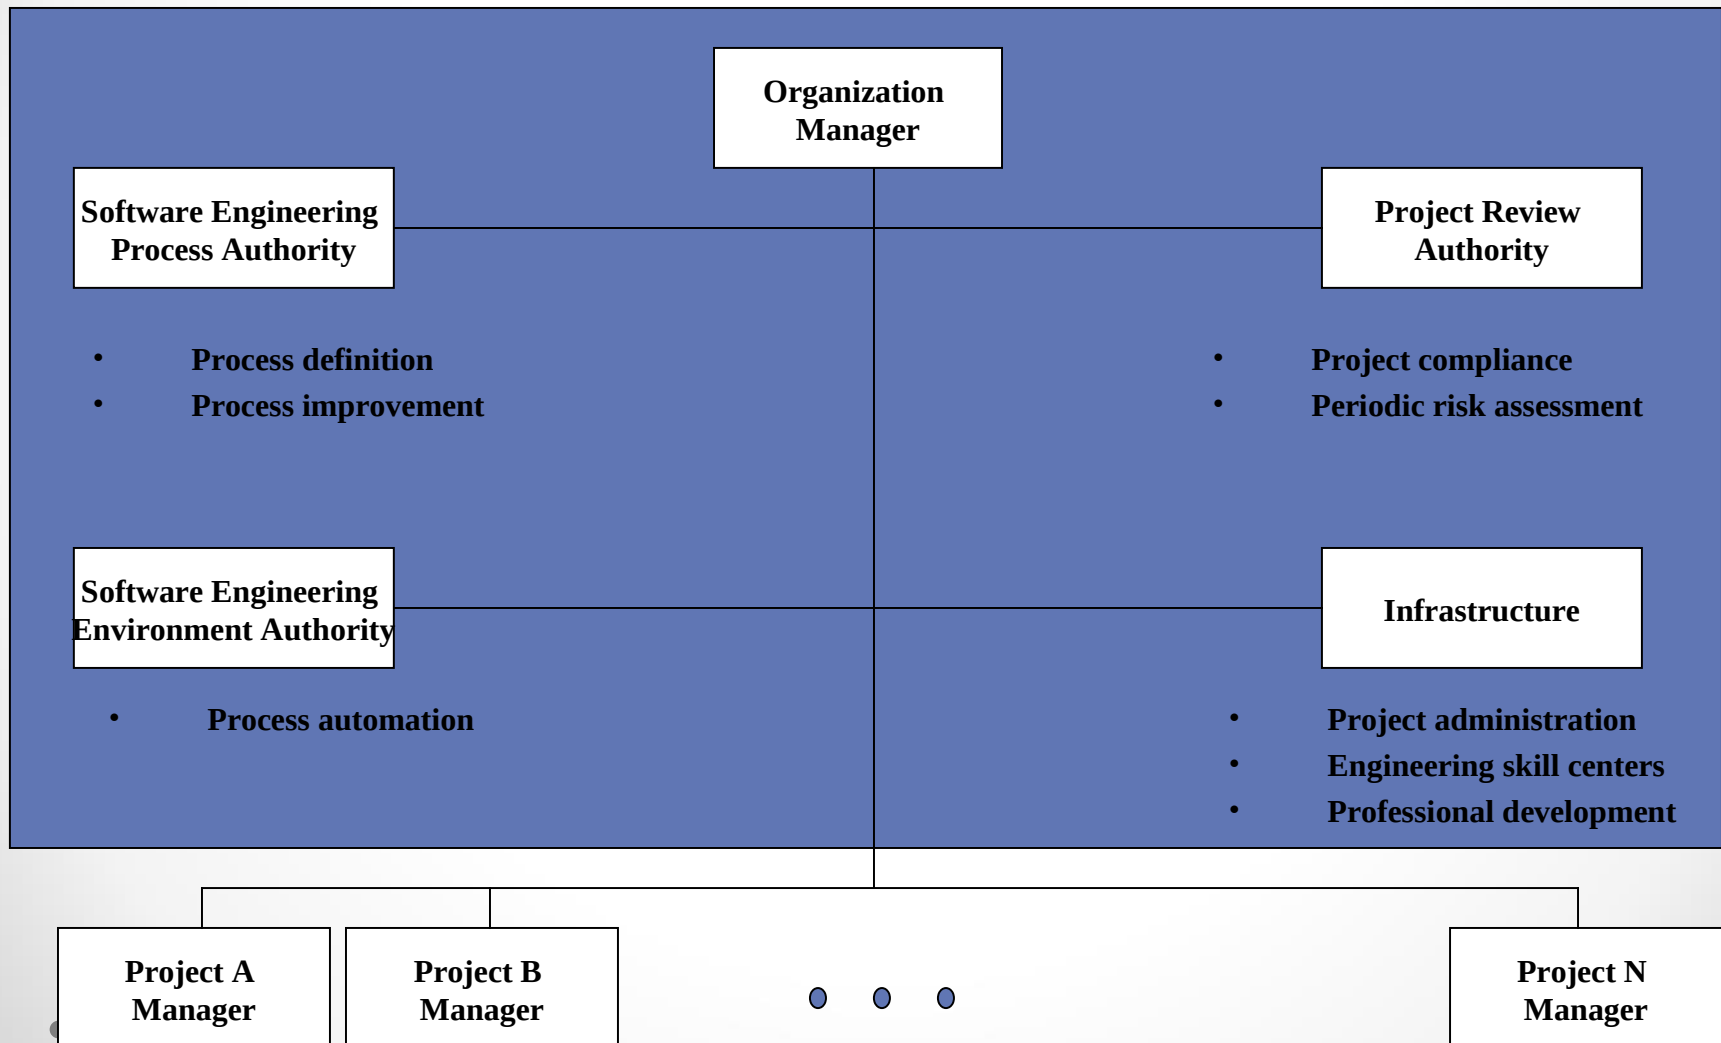 Organization
Manager
Software Engineering
Process Authority
Project Review
Authority
• Process definition
• Process improvement
• Project compliance
• Periodic risk assessment
Software Engineering
Environment Authority
Infrastructure
• Process automation
• Project administration
• Engineering skill centers
• Professional development
Project A
Manager
Project B
Manager
Project N
Manager